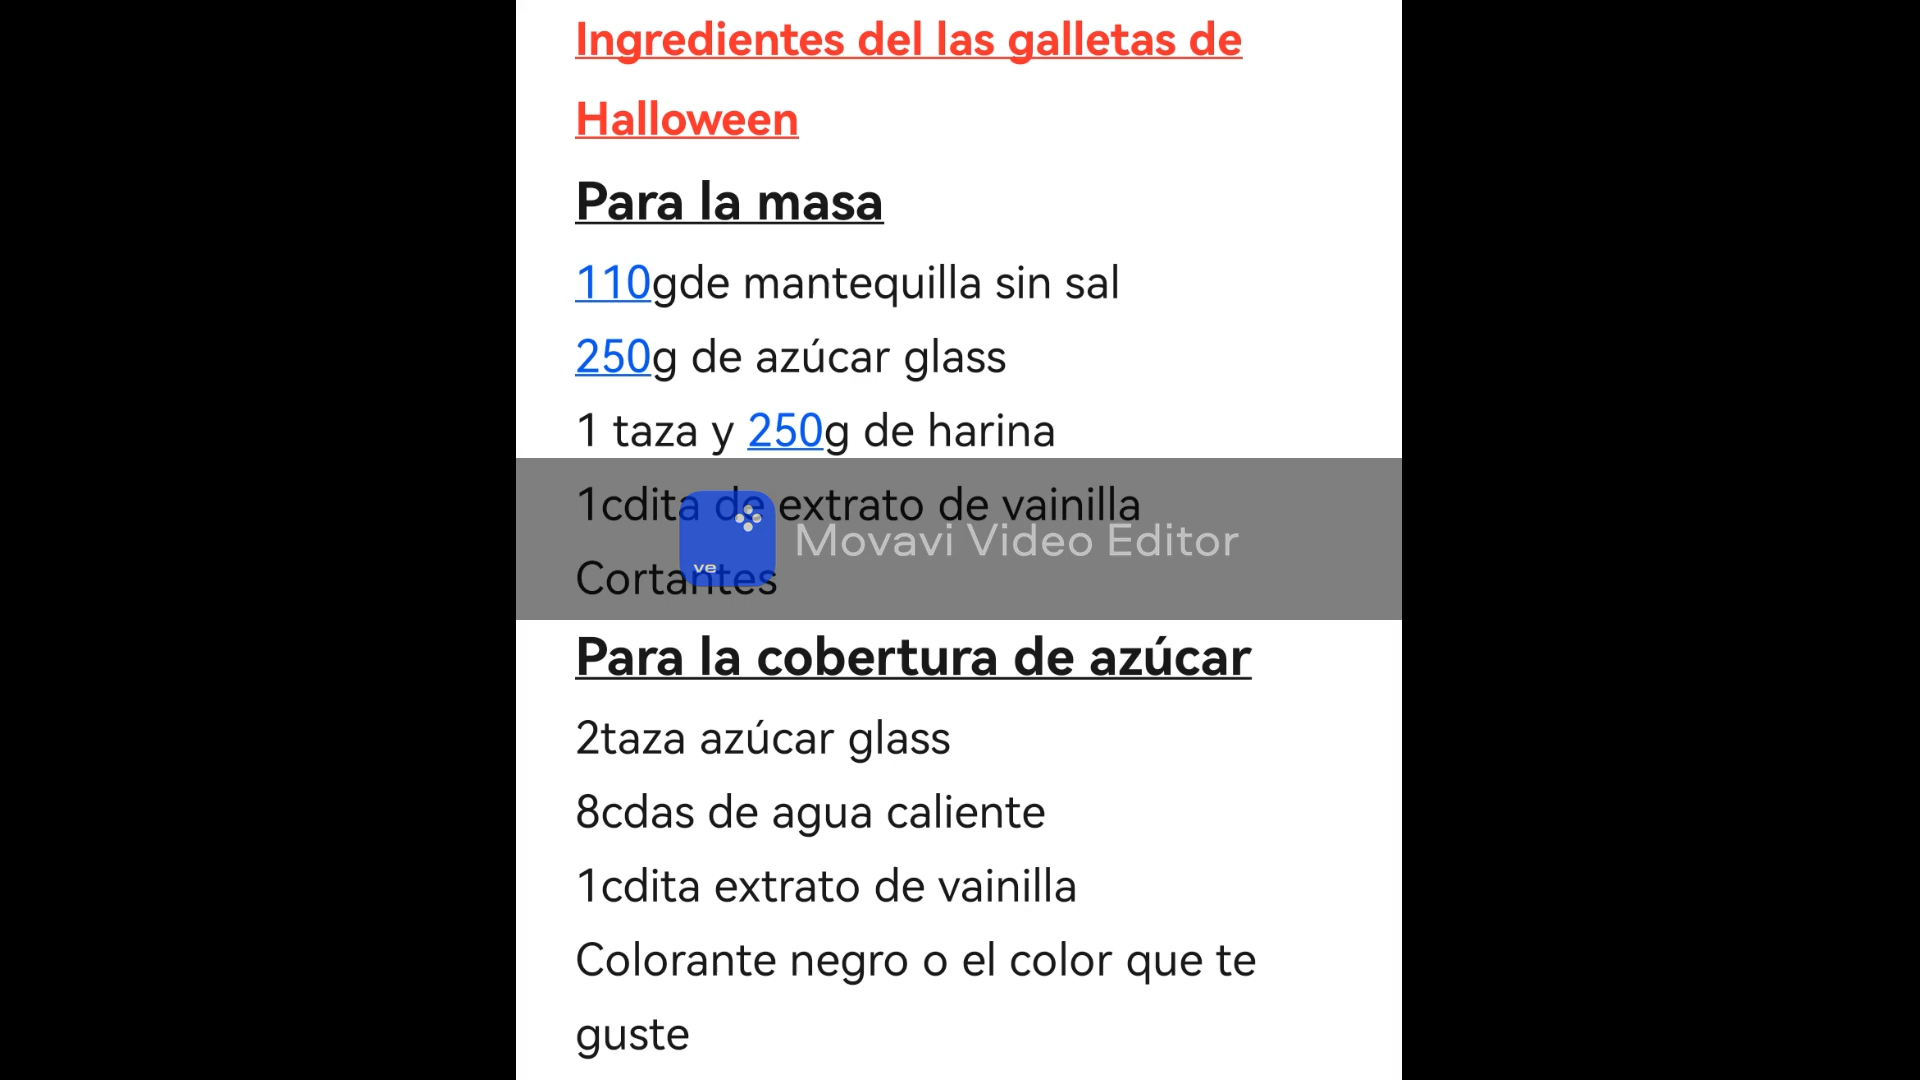 Ingredientes del las galletas de
Halloween
Para la masa
110gde mantequilla sin sal
250g de azúcar glass
1 taza y 250g de harina
1cdita de extrato de vainilla
Movavi Video Editor
ve
Cortantes
Para la cobertura de azúcar
2taza azúcar glass
8cdas de agua caliente
1cdita extrato de vainilla
Colorante negro o el color que te
guste